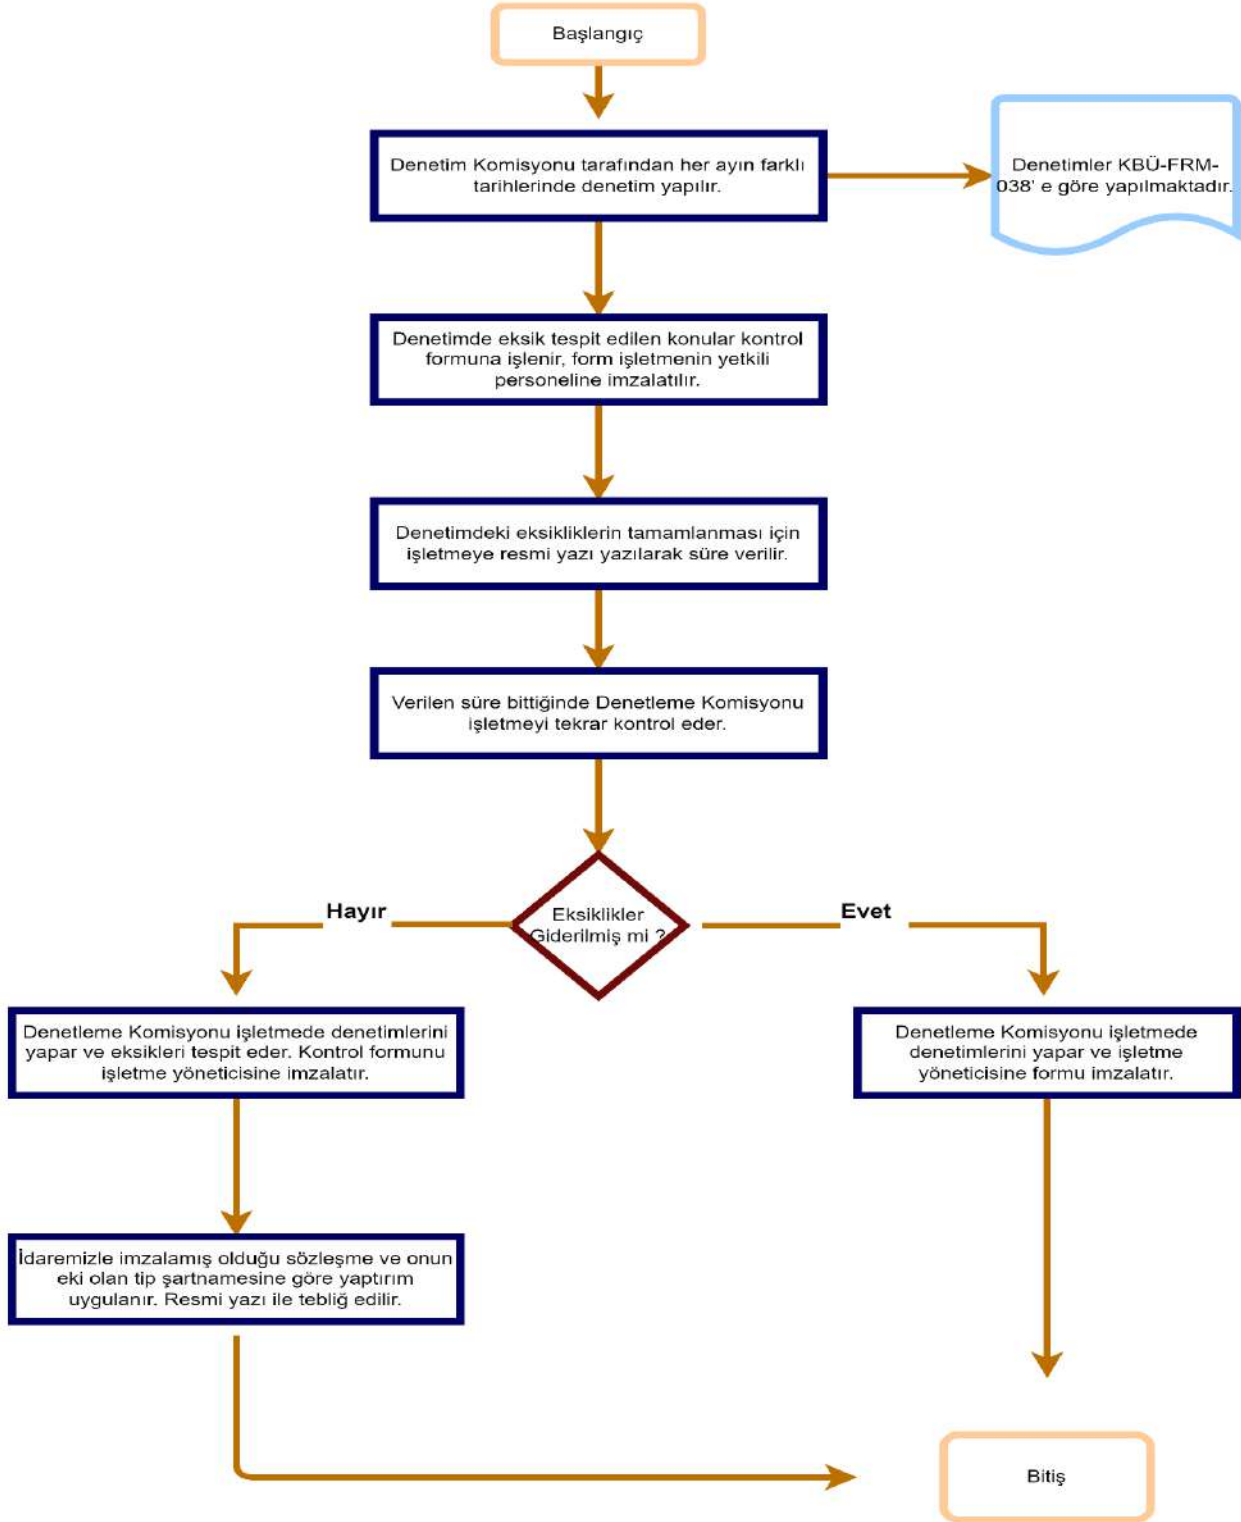 Başlangıç
Denetim Komisyonu tarafından her ayın farklı
tarihlerinde denetim yapılır.
Denetimler KBÜ-FRM-
038' e göre yapılmaktadır.
Denetimde eksik tespit edilen konular kontrol
formuna işlenir, form işletmenin yetkili
personeline imzalatılır.
Denetimdeki eksikliklerin tamamlanması için
işletmeye resmi yazı yazılarak süre verilir.
Verilen süre bittiğinde Denetleme Komisyonu
işletmeyi tekrar kontrol eder.
Eksiklikler
Giderilmiş mi ?
Hayır
Evet
Denetleme Komisyonu işletmede denetimlerini
yapar ve eksikleri tespit eder. Kontrol formunu
işletme yöneticisine imzalatır.
Denetleme Komisyonu işletmede
denetimlerini yapar ve işletme
yöneticisine formu imzalatır.
İdaremizle imzalamış olduğu sözleşme ve onun
eki olan tip şartnamesine göre yaptırım
uygulanır. Resmi yazı ile tebliğ edilir.
Bitiş